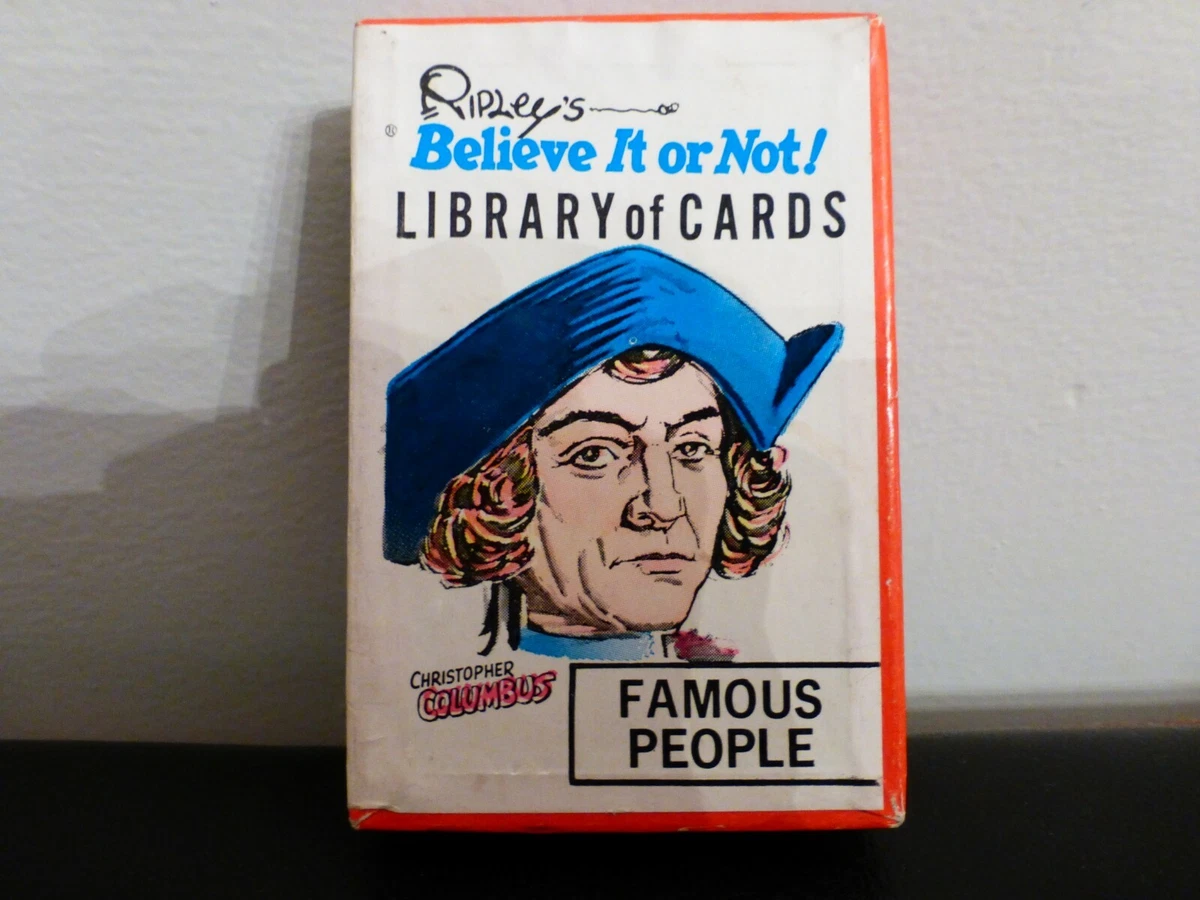 RIPLEY'S
® Believe It or Not!
LIBRARY of CARDS
CHRISTOPHER
COLUMBUS
FAMOUS
PEOPLE